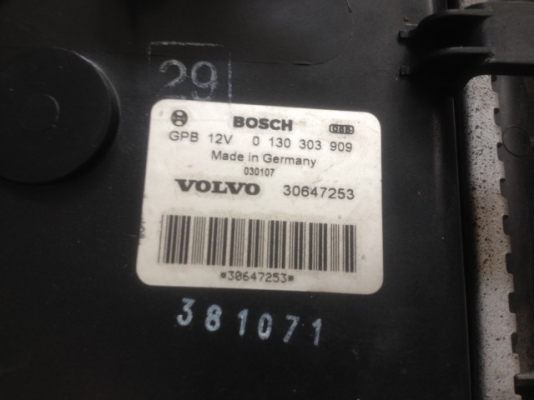 29
BOSCH
GPB 12V 0 130 303 909
Made in Germany
030107
VOLVO 30647253
*30647253*
381071